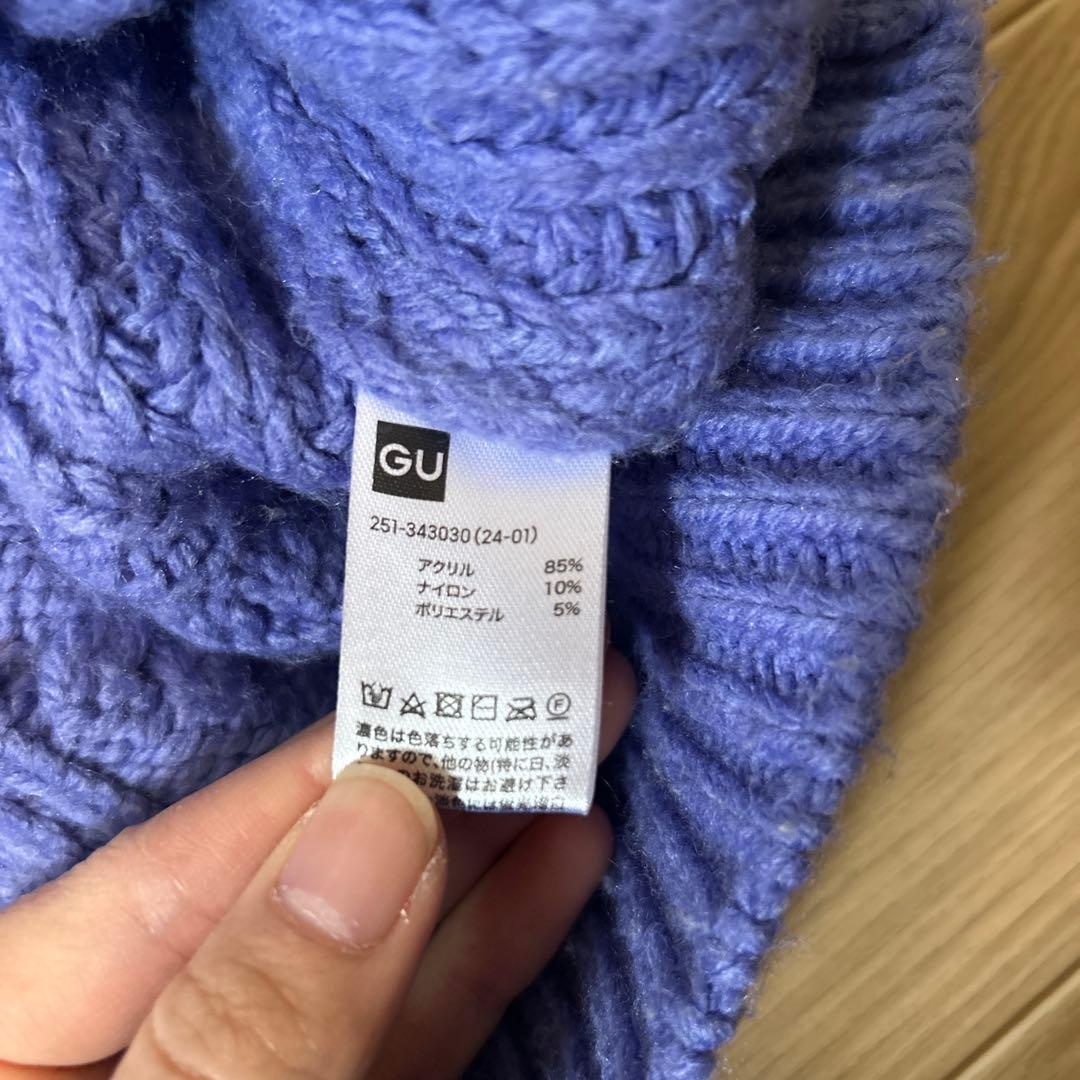 GU
251-343030(24-01)
アクリル 85%
ナイロン 10%
ポリエステル 5%
F
濃色は色落ちする可能性があ
りますので、他の物(特に白、淡
のお洗濯はお避け下さ